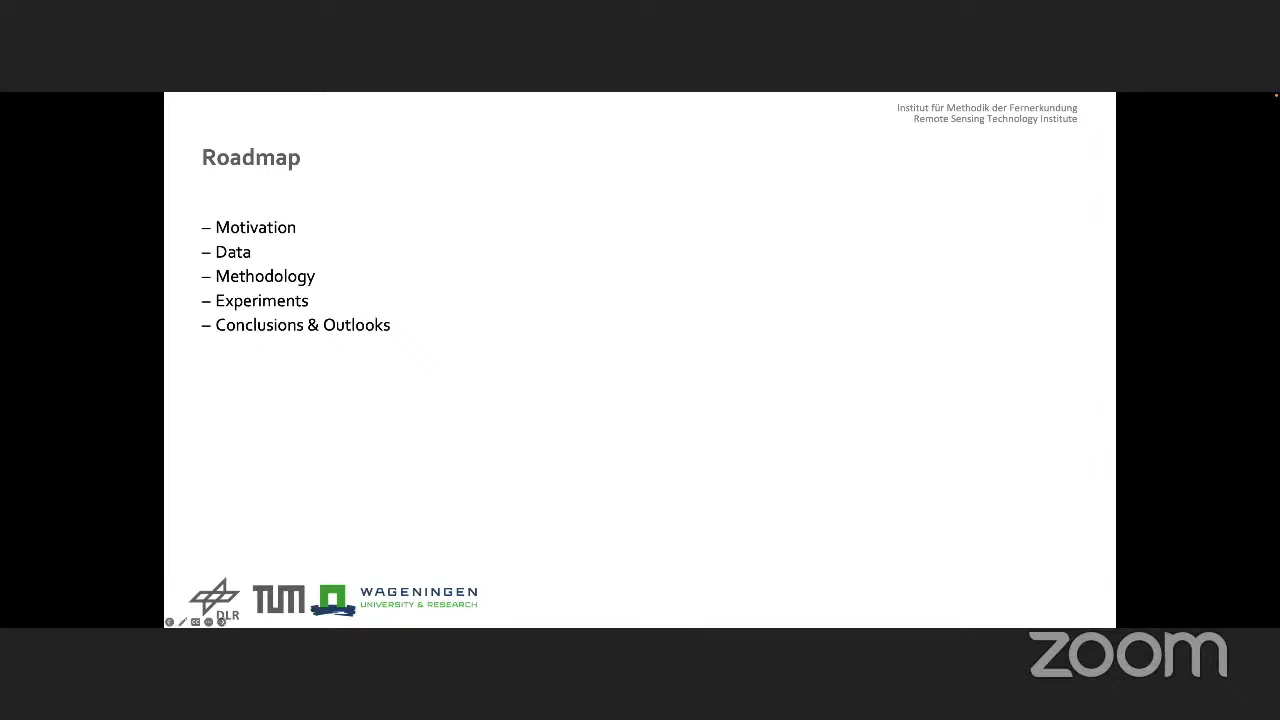 Institut für Methodik der Fernerkundung
Remote Sensing Technology Institute
Roadmap
– Motivation
– Data
– Methodology
– Experiments
– Conclusions & Outlooks
DLR
TUM
WAGENINGEN
UNIVERSITY & RESEARCH
zoom